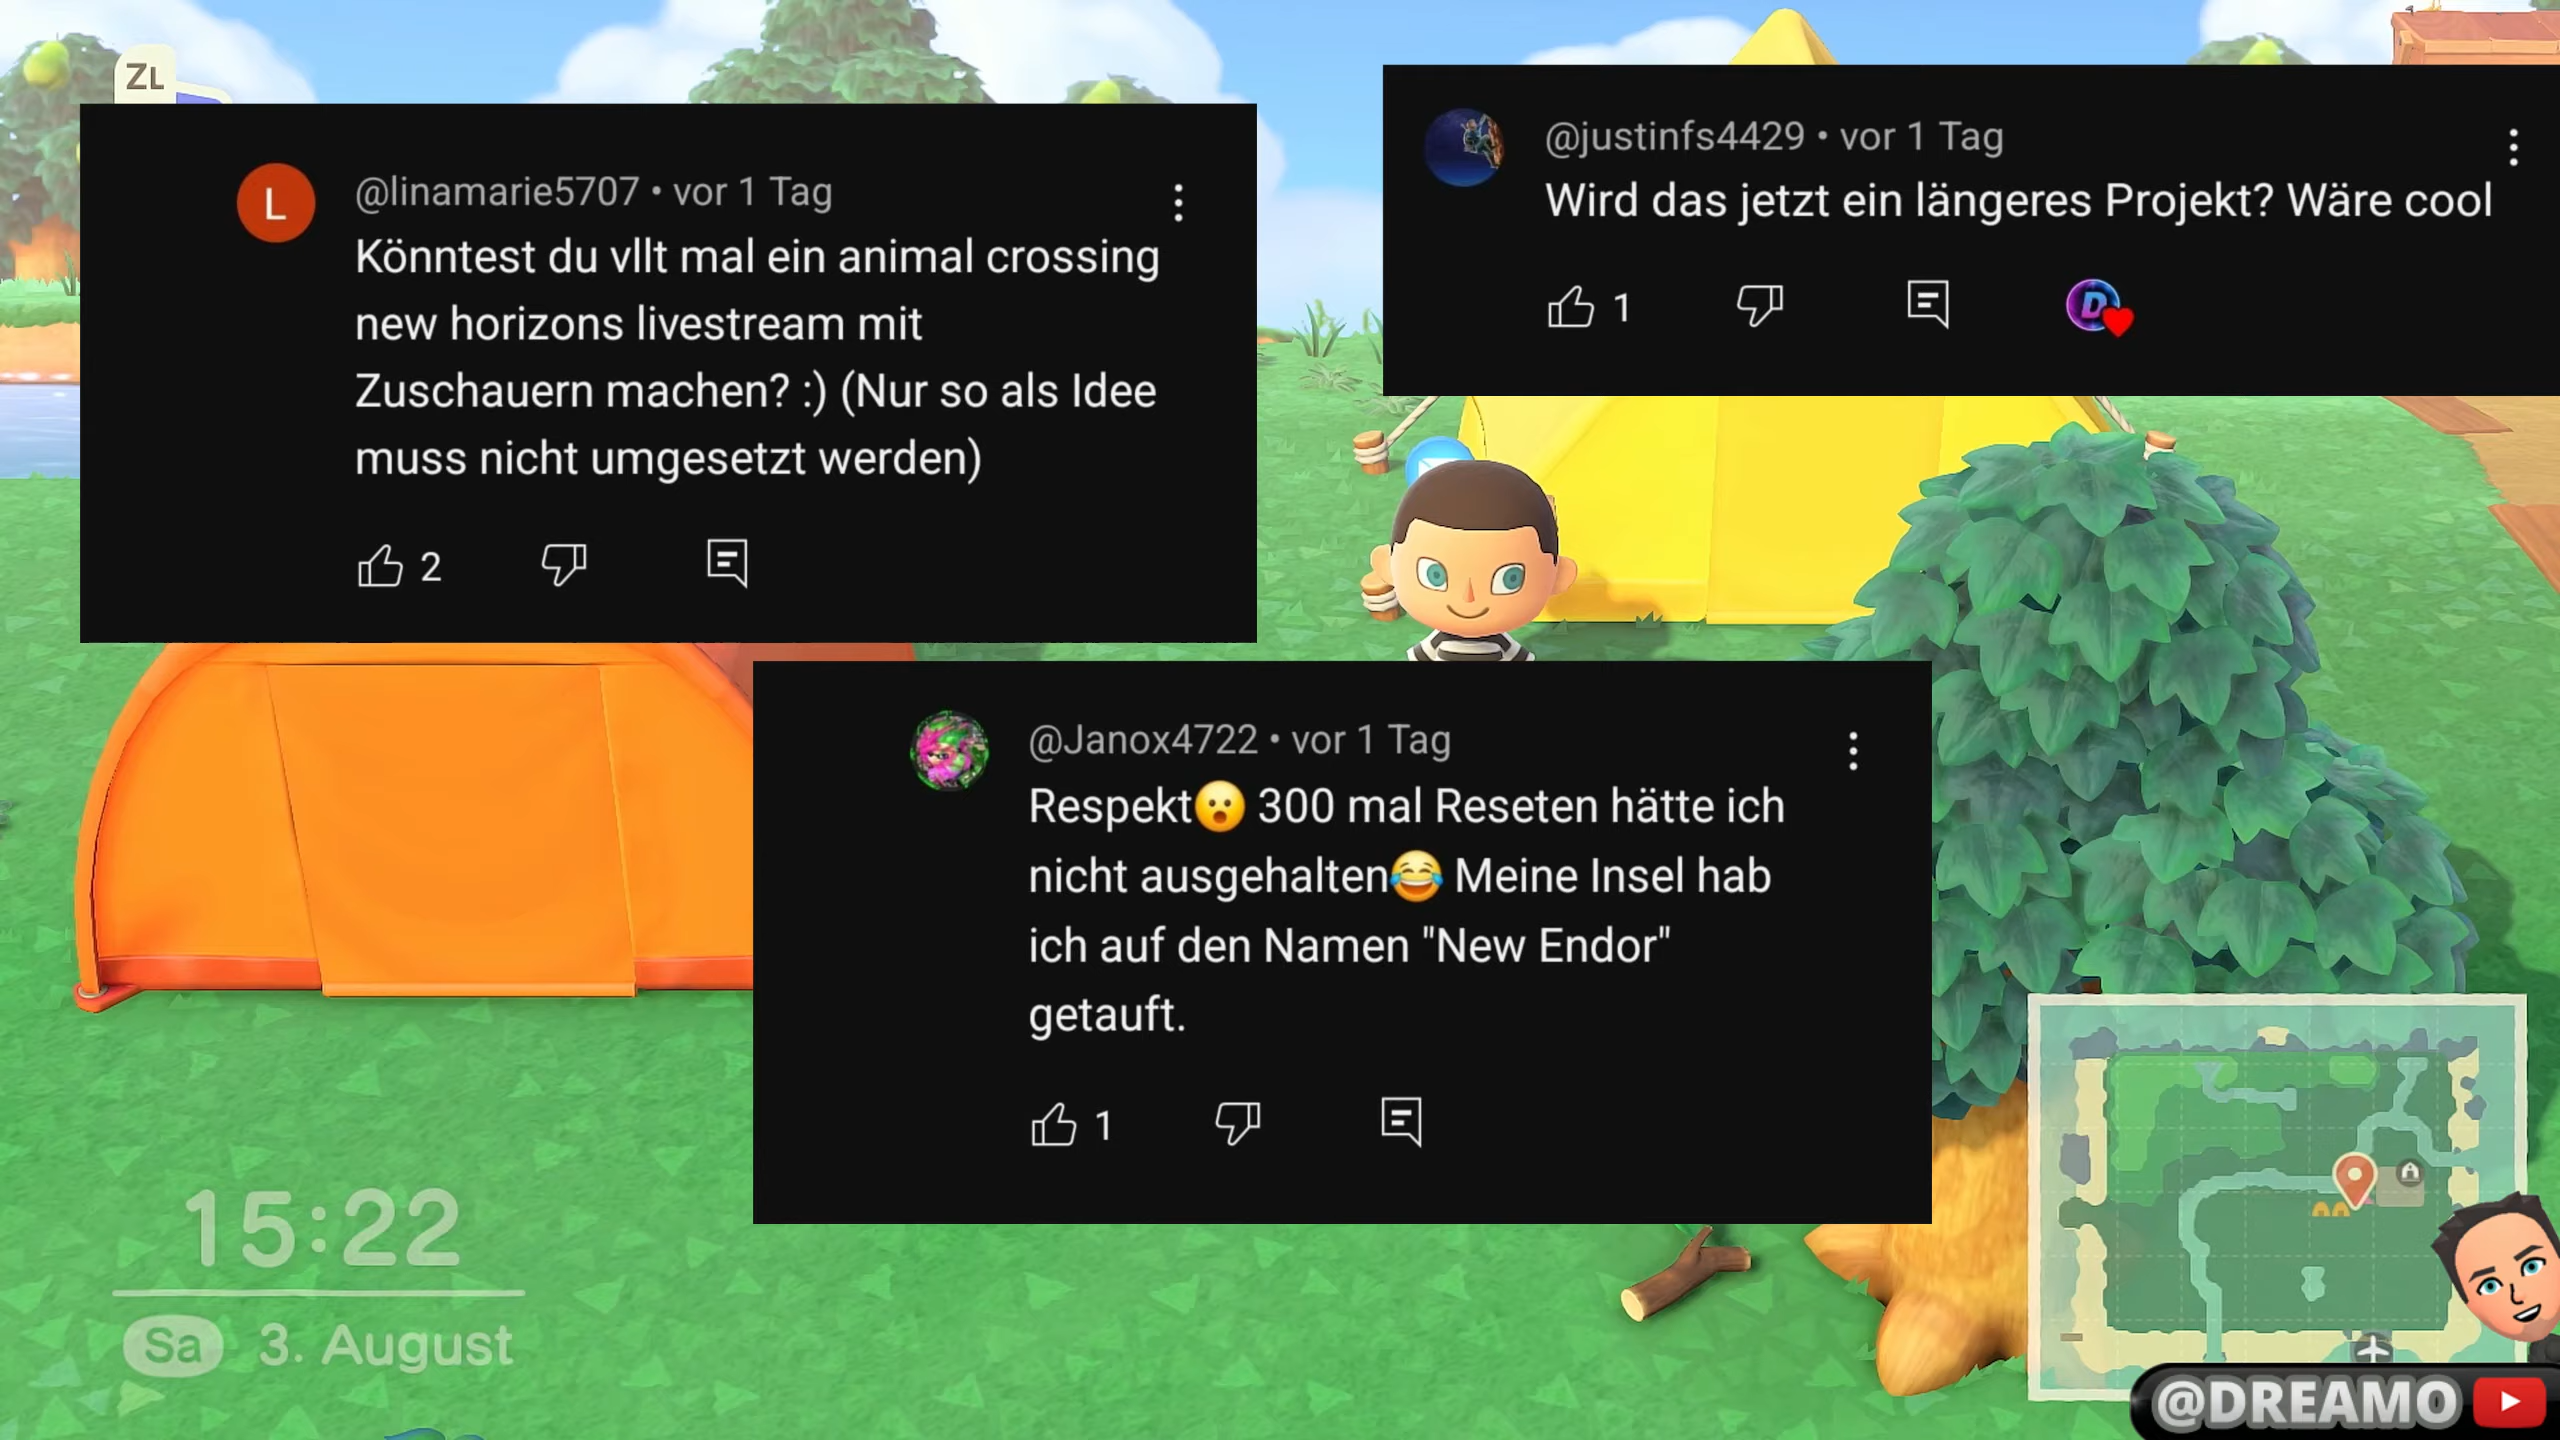 ZL
@linamarie5707 • vor 1 Tag
Könntest du vllt mal ein animal crossing
new horizons livestream mit
Zuschauern machen? :) (Nur so als Idee
muss nicht umgesetzt werden)
2
L
@justinfs4429 • vor 1 Tag
Wird das jetzt ein längeres Projekt? Wäre cool
1
D
@Janox4722 • vor 1 Tag
Respekt😮 300 mal Reseten hätte ich
nicht ausgehalten😂 Meine Insel hab
ich auf den Namen "New Endor"
getauft.
1
15:22
Sa 3. August
@DREAMO